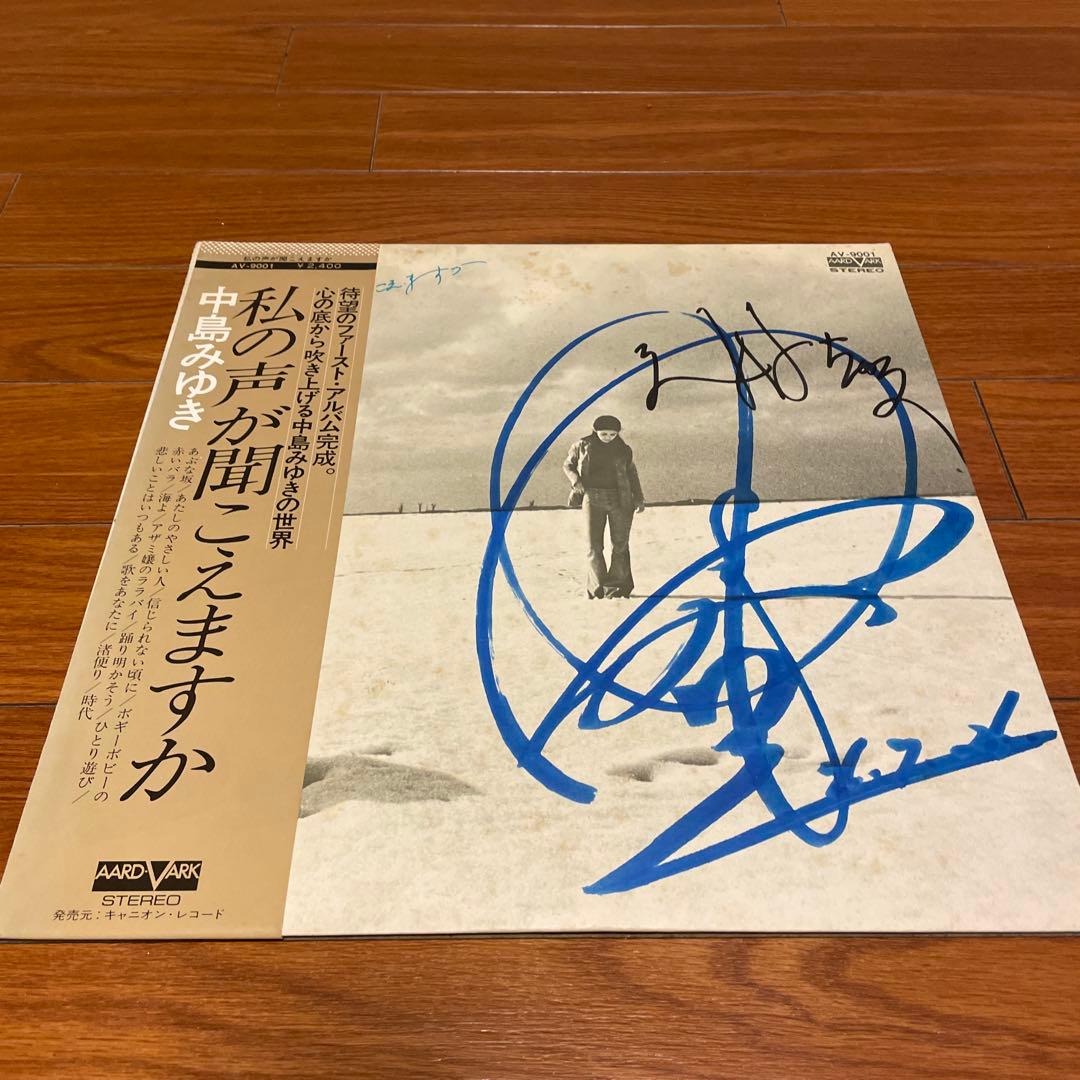 私の声が聞こえますか
AV-9001 ¥2,400
待望のファースト・アルバム完成。
心の底から吹き上げる中島みゆきの世界
私の声が聞こえますか
中島みゆき
あぶな坂/あたしのやさしい人/信じられない頃に/ボギーボビーの
赤いバラ/海よ/アザミ嬢のララバイ/踊り明かそう/ひとり遊び/
悲しいことはいつもある/歌をあなたに/渚便り/時代
AARD-VARK
STEREO
発売元:キャニオン・レコード
こえますか
AV-9001
AARD VARK
STEREO